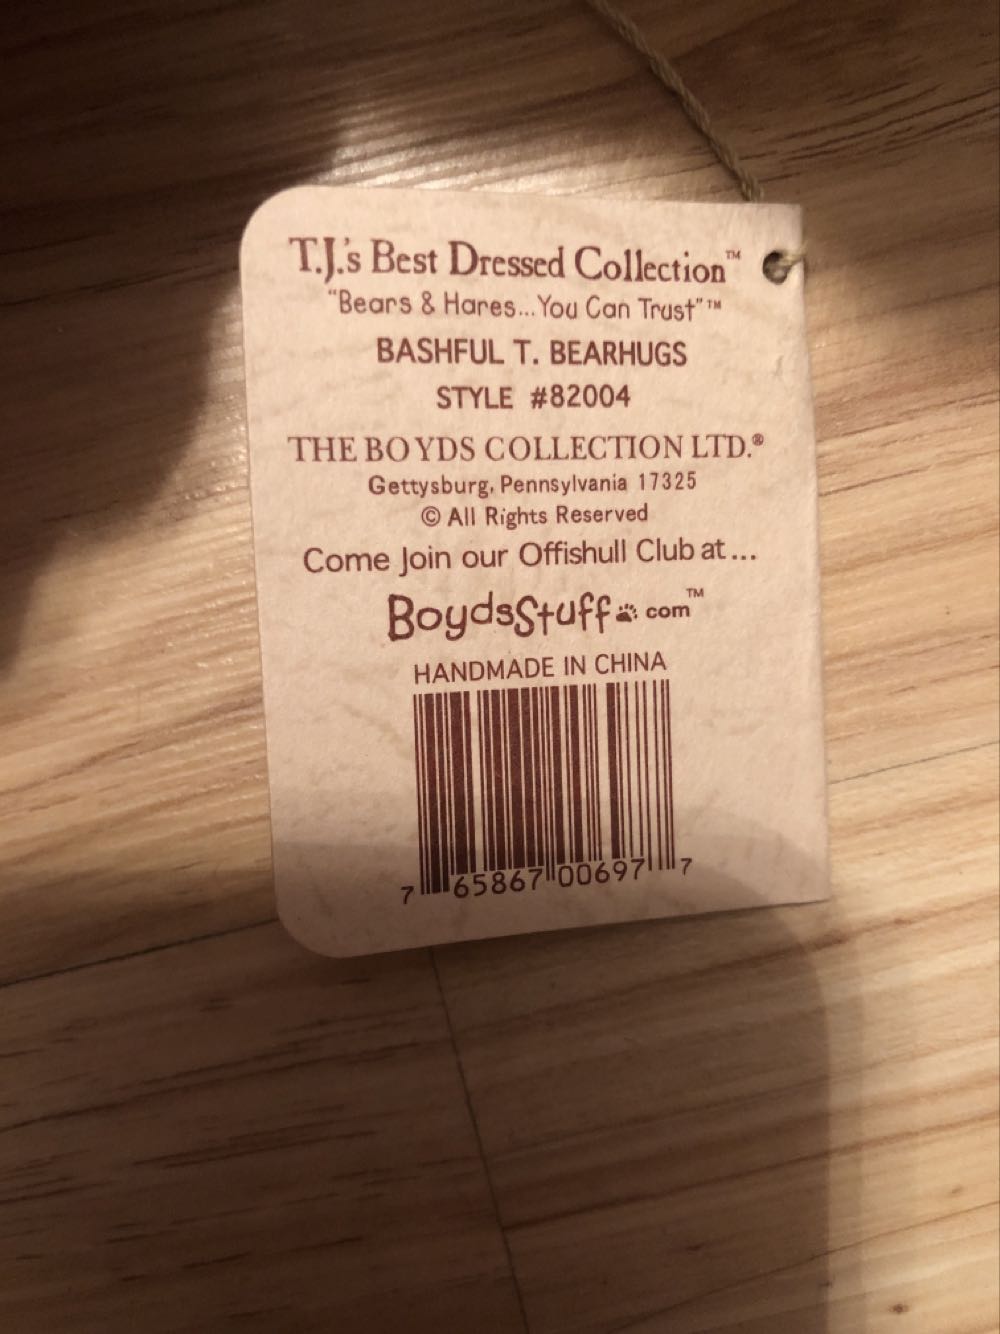 T.J.'s Best Dressed Collection™
"Bears & Hares...You Can Trust"™
BASHFUL T. BEARHUGS
STYLE #82004
THE BOYDS COLLECTION LTD.®
Gettysburg, Pennsylvania 17325
© All Rights Reserved
Come Join our Offishull Club at...
BoydsStuff.com™
HANDMADE IN CHINA
7 65867 00697 7